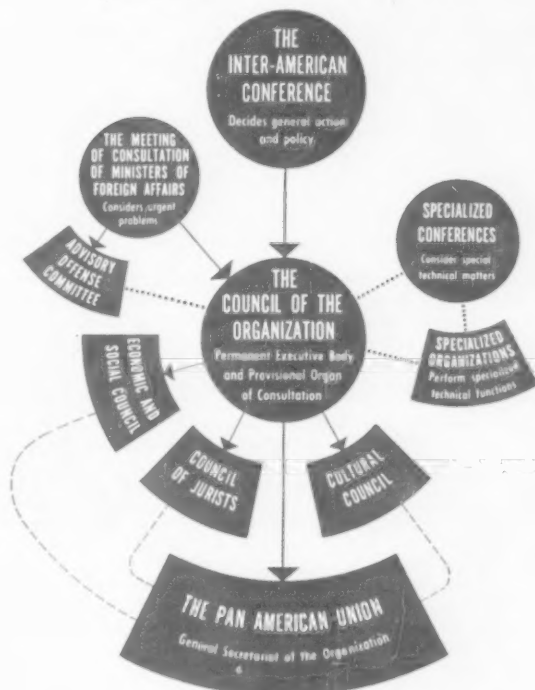 THE
INTER-AMERICAN
CONFERENCE
Decides general action
and policy
THE MEETING
OF CONSULTATION
OF MINISTERS OF
FOREIGN AFFAIRS
Considers urgent
problems
ADVISORY
DEFENSE
COMMITTEE
SPECIALIZED
CONFERENCES
Consider special
technical matters
THE
COUNCIL OF THE
ORGANIZATION
Permanent Executive Body
and Provisional Organ
of Consultation
SPECIALIZED
ORGANIZATIONS
Perform specialized
technical functions
ECONOMIC AND
SOCIAL COUNCIL
COUNCIL
OF JURISTS
CULTURAL
COUNCIL
THE PAN AMERICAN UNION
General Secretariat of the Organization